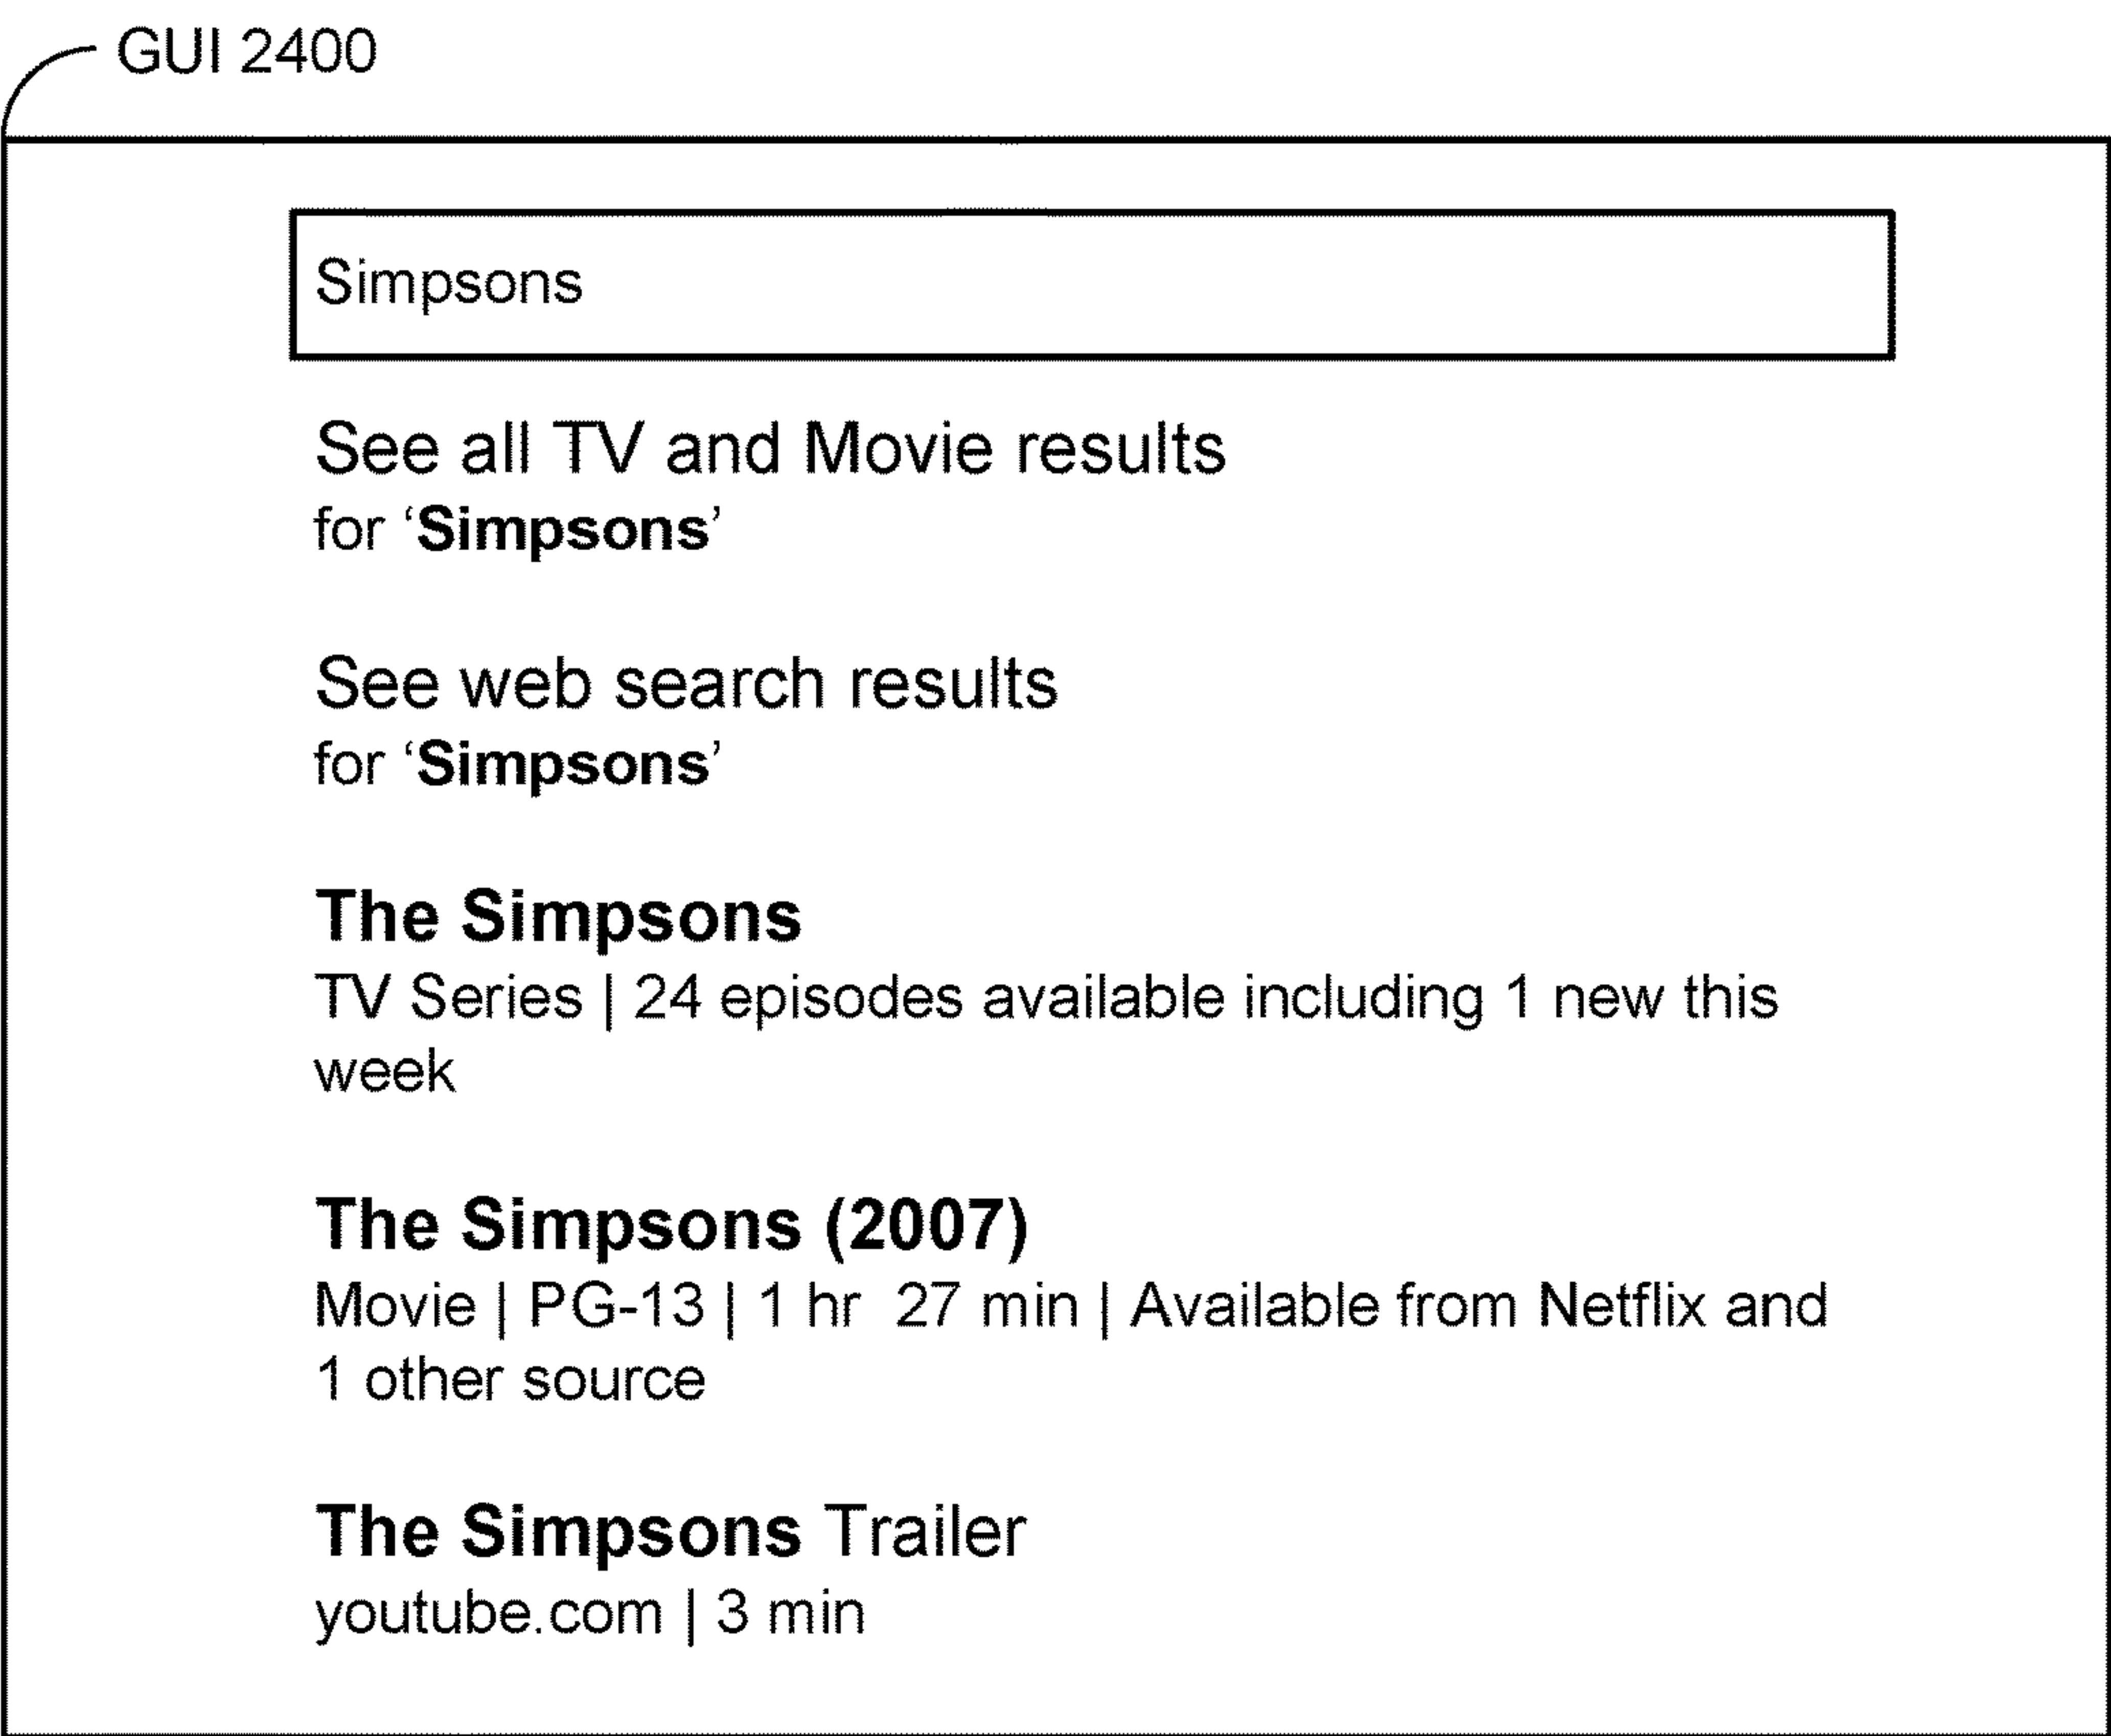 GUI 2400
Simpsons
See all TV and Movie results
for ‘Simpsons’
See web search results
for ‘Simpsons’
The Simpsons
TV Series | 24 episodes available including 1 new this
week
The Simpsons (2007)
Movie | PG-13 | 1 hr 27 min | Available from Netflix and
1 other source
The Simpsons Trailer
youtube.com | 3 min